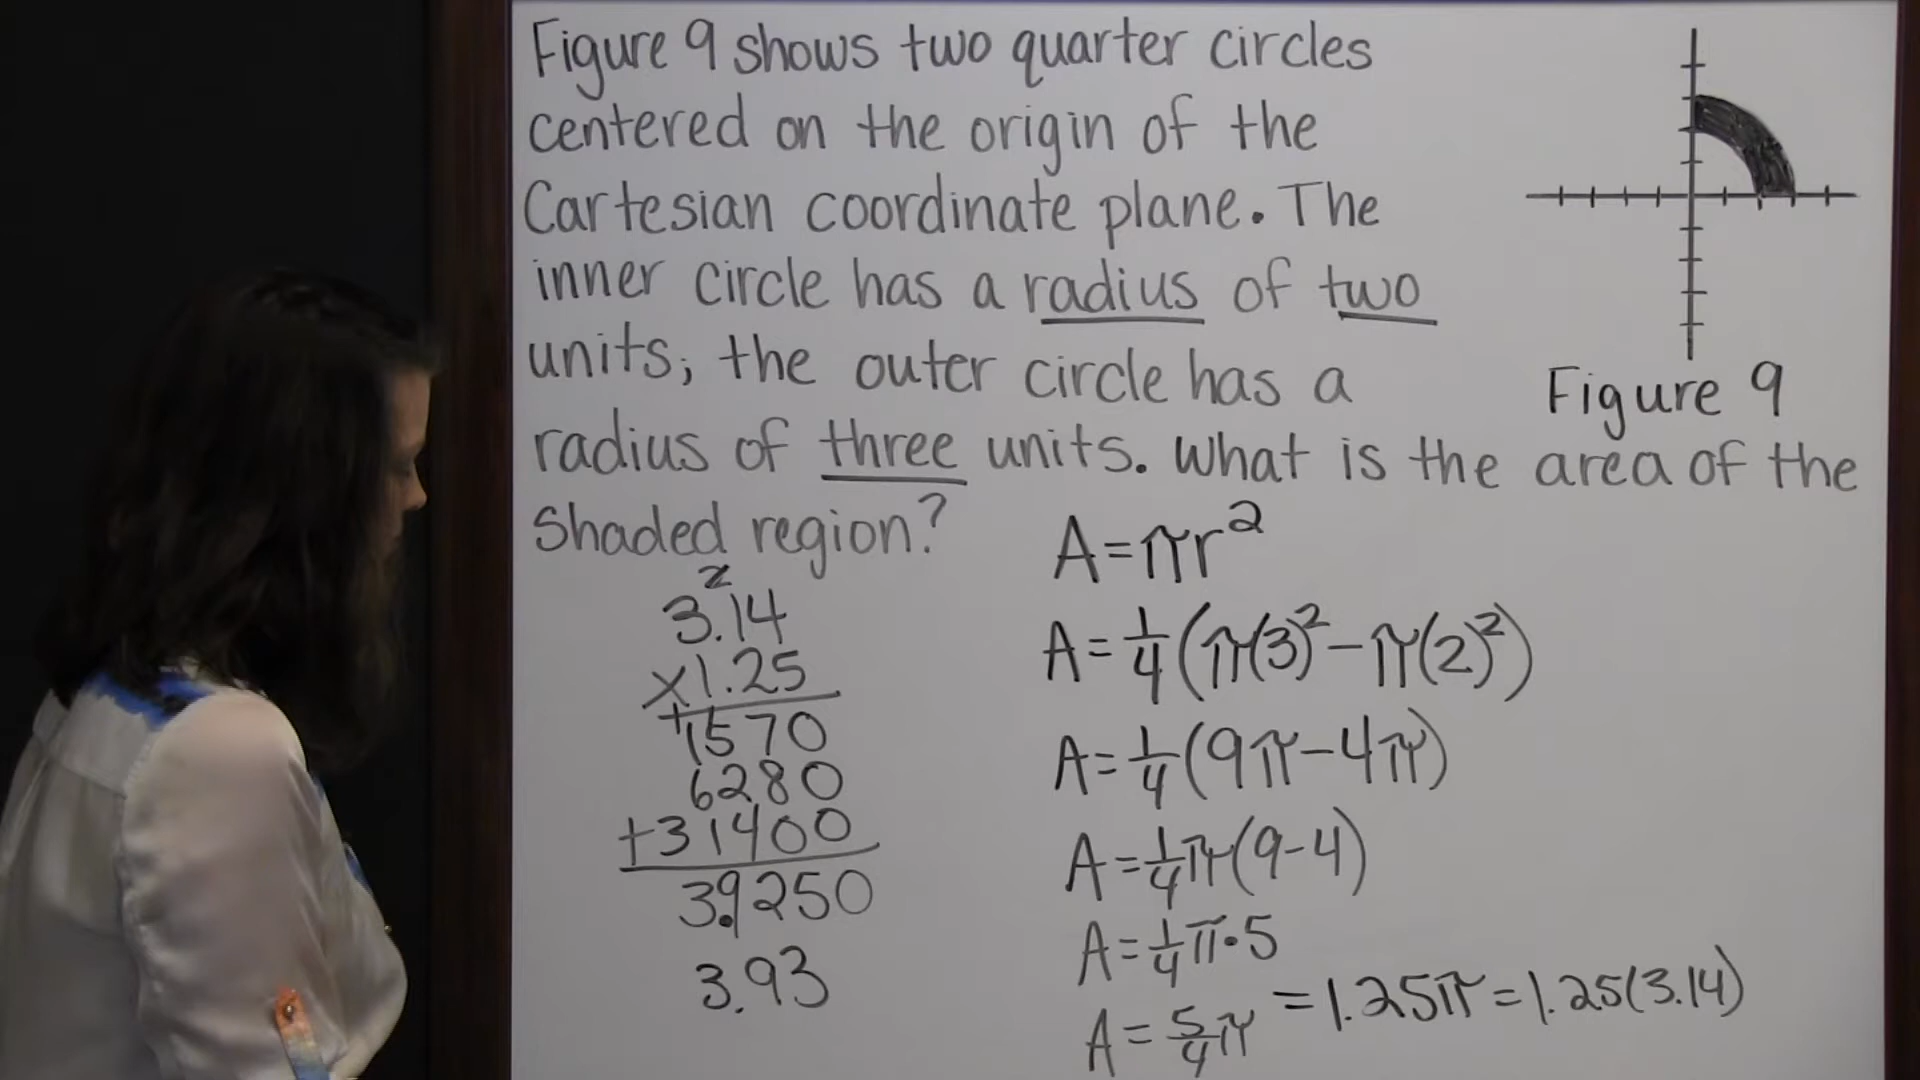 Figure 9 shows two quarter circles
centered on the origin of the
Cartesian coordinate plane. The
inner circle has a radius of two
units; the outer circle has a
radius of three units. What is the area of the
shaded region?
Figure 9
2
3.14
×1.25
+1570
6280
+31400
3.9250
3.93
A=πr²
A=1/4(π(3)²-π(2)²)
A=1/4(9π-4π)
A=1/4π(9-4)
A=1/4π·5
A=5/4π =1.25π=1.25(3.14)